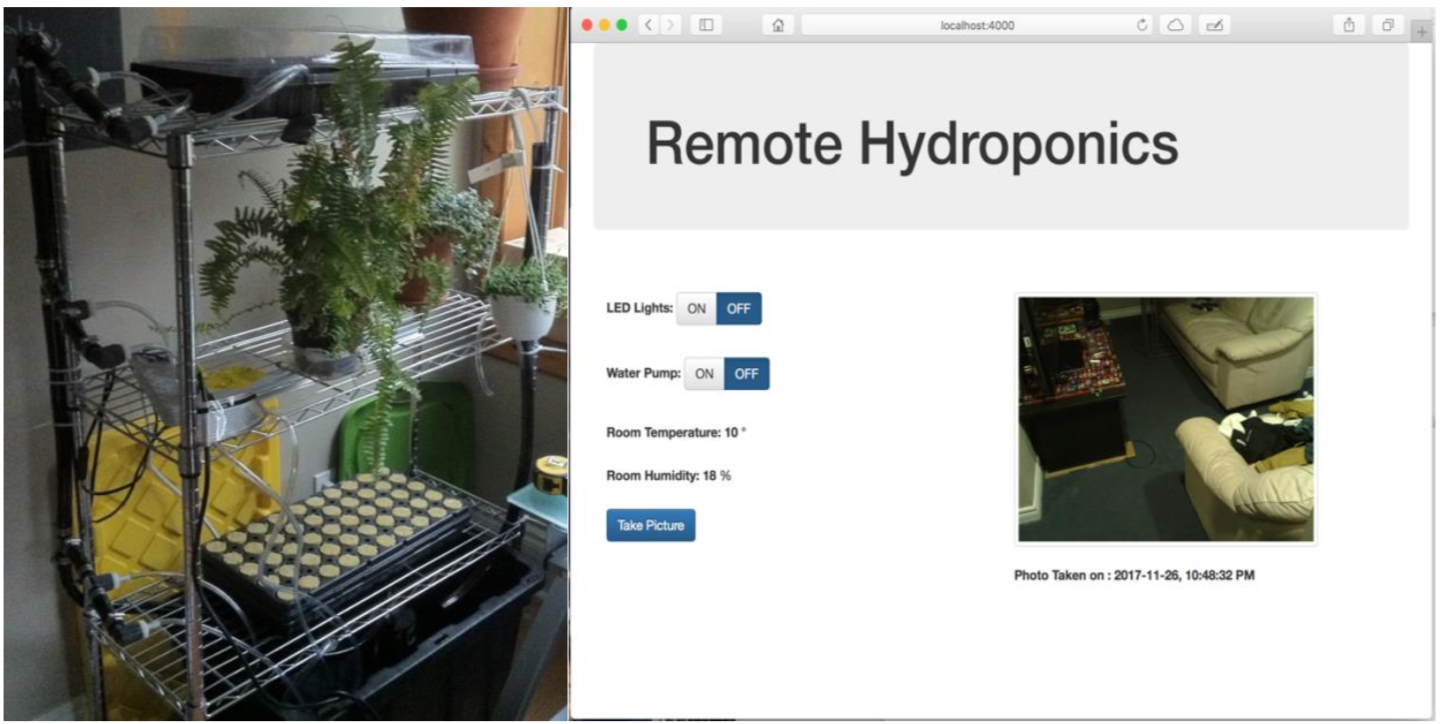 localhost:4000
Remote Hydroponics
LED Lights: ON OFF
Water Pump: ON OFF
Room Temperature: 10 °
Room Humidity: 18 %
Take Picture
Photo Taken on : 2017-11-26, 10:48:32 PM